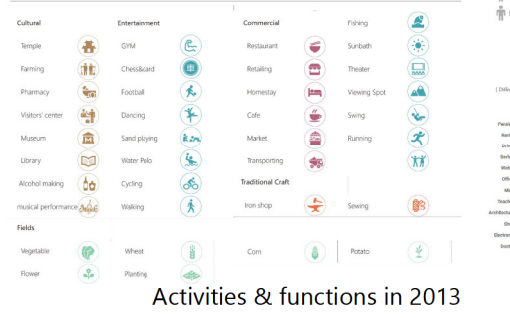 Cultural
Temple
Farming
Pharmacy
Visitors' center
Museum
Library
Alcohol making
musical performance
Entertainment
GYM
Chess&card
Football
Dancing
Sand playing
Water Polo
Cycling
Walking
Commercial
Restaurant
Retailing
Homestay
Cafe
Market
Transporting
Traditional Craft
Iron shop
Fishing
Sunbath
Theater
Viewing Spot
Swing
Running
Sewing
Fields
Vegetable
Wheat
Corn
Potato
Flower
Planting
Activities & functions in 2013